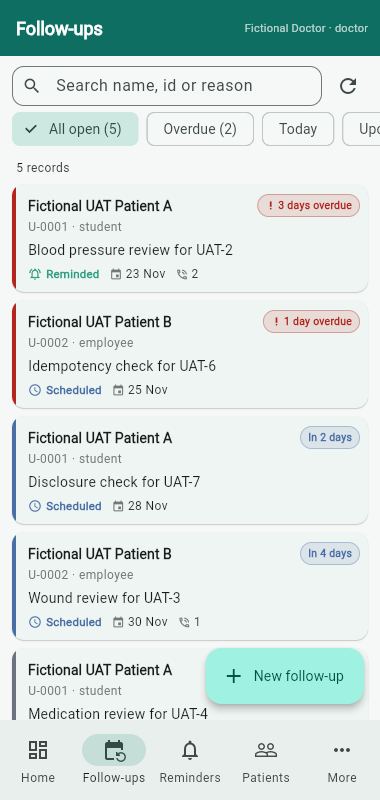 Follow-ups
Fictional Doctor · doctor
Search name, id or reason
All open (5)
Overdue (2)
Today
5 records
Fictional UAT Patient A
3 days overdue
U-0001 · student
Blood pressure review for UAT-2
Reminded
23 Nov
2
Fictional UAT Patient B
1 day overdue
U-0002 · employee
Idempotency check for UAT-6
Scheduled
25 Nov
Fictional UAT Patient A
In 2 days
U-0001 · student
Disclosure check for UAT-7
Scheduled
28 Nov
Fictional UAT Patient B
In 4 days
U-0002 · employee
Wound review for UAT-3
Scheduled
30 Nov
1
Fictional UAT Patient A
U-0001 · student
Medication review for UAT-4
New follow-up
Home
Follow-ups
Reminders
Patients
More